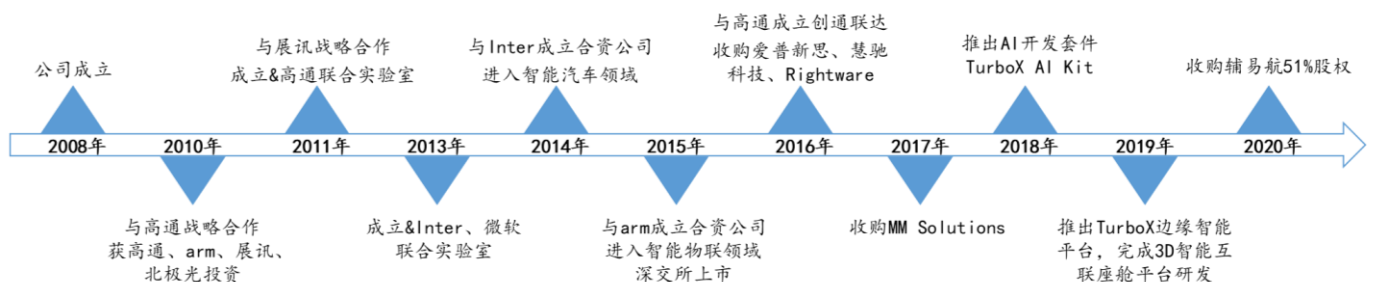 公司成立
2008年
2010年
与高通战略合作
获高通、arm、展讯、
北极光投资
与展讯战略合作
成立&高通联合实验室
2011年
2013年
成立&Inter、微软
联合实验室
与Inter成立合资公司
进入智能汽车领域
2014年
2015年
与arm成立合资公司
进入智能物联领域
深交所上市
与高通成立创通联达
收购爱普新思、慧驰
科技、Rightware
2016年
2017年
收购MM Solutions
推出AI开发套件
TurboX AI Kit
2018年
2019年
推出TurboX边缘智能
平台，完成3D智能互
联座舱平台研发
收购辅易航51%股权
2020年